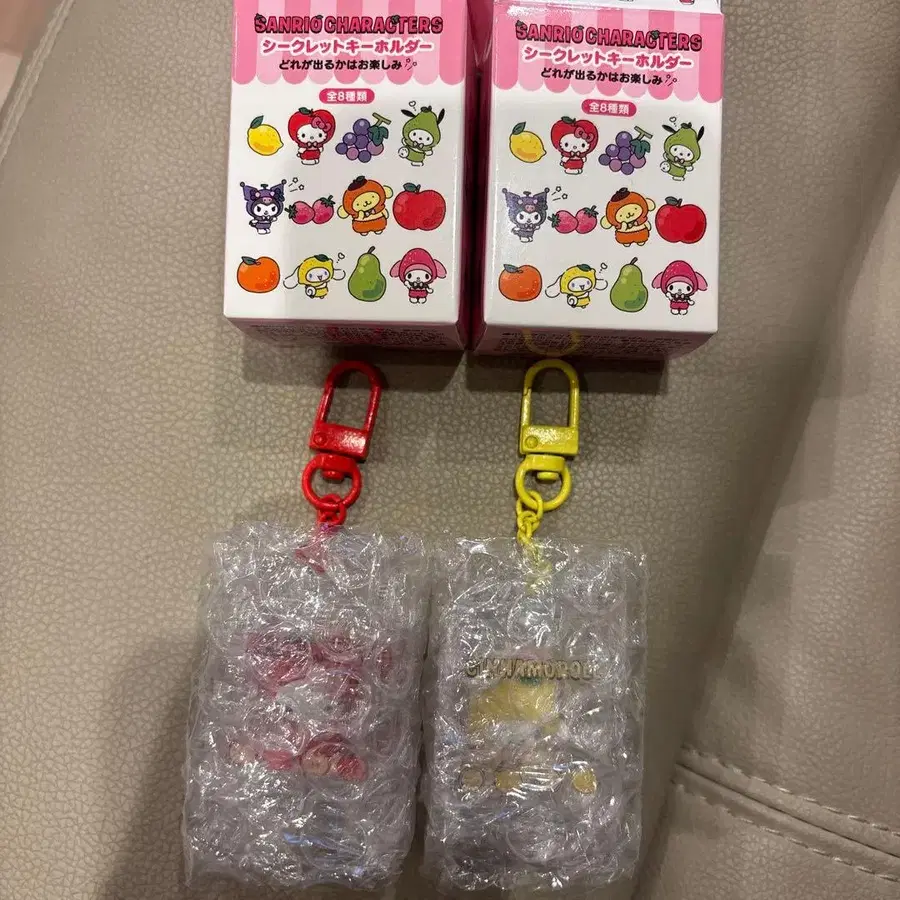 SANRIO CHARACTERS
シークレットキーホルダー
どれが出るかはお楽しみ
全8種類
SANRIO CHARACTERS
シークレットキーホルダー
どれが出るかはお楽しみ
全8種類
CINNAMOROLL